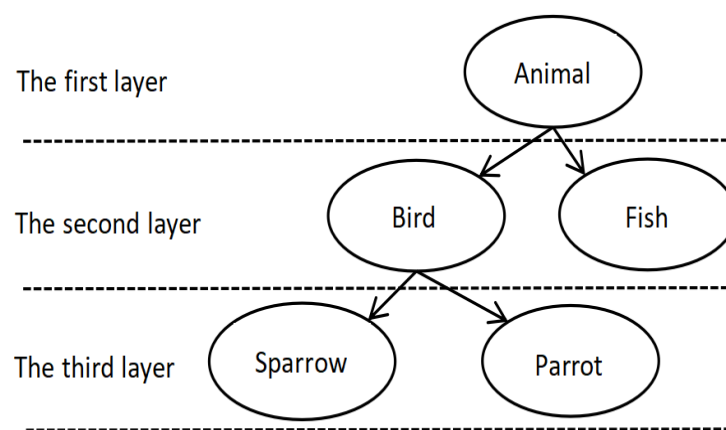 The first layer
Animal
The second layer
Bird
Fish
The third layer
Sparrow
Parrot